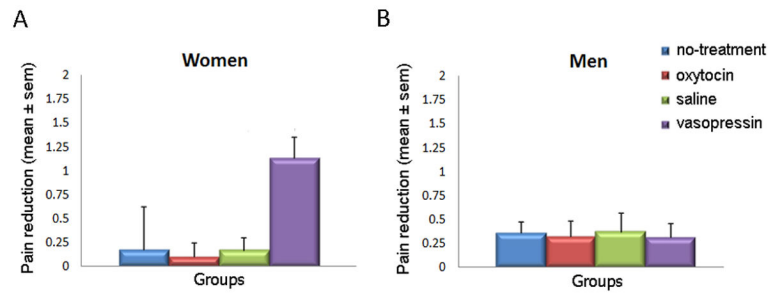 A
Women
Pain reduction (mean ± sem)
2
1.75
1.5
1.25
1
0.75
0.5
0.25
0
Groups
B
Men
Pain reduction (mean ± sem)
2
1.75
1.5
1.25
1
0.75
0.5
0.25
0
Groups
no-treatment
oxytocin
saline
vasopressin